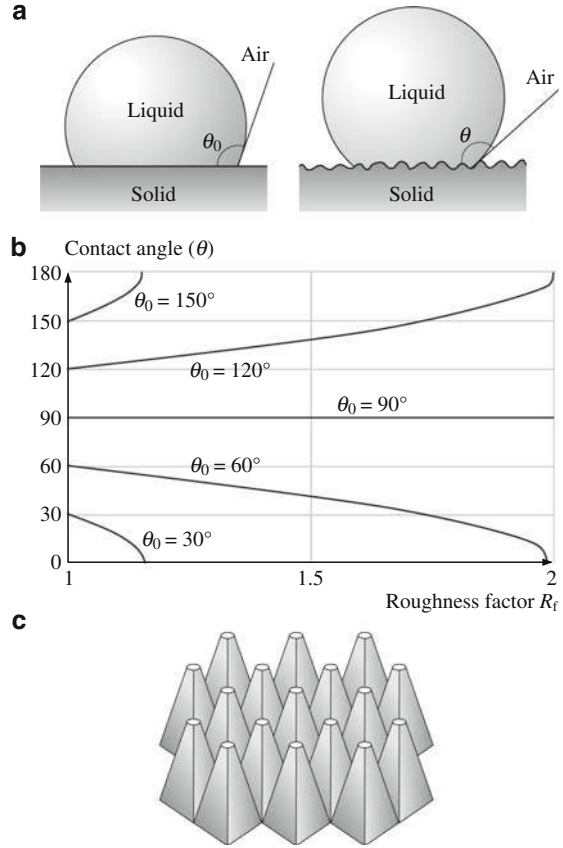 a
Air
Air
Liquid
Liquid
θ0
θ
Solid
Solid
b
Contact angle (θ)
180
θ0 = 150°
150
120
θ0 = 120°
θ0 = 90°
90
θ0 = 60°
60
30
θ0 = 30°
0
1
1.5
2
Roughness factor Rf
c